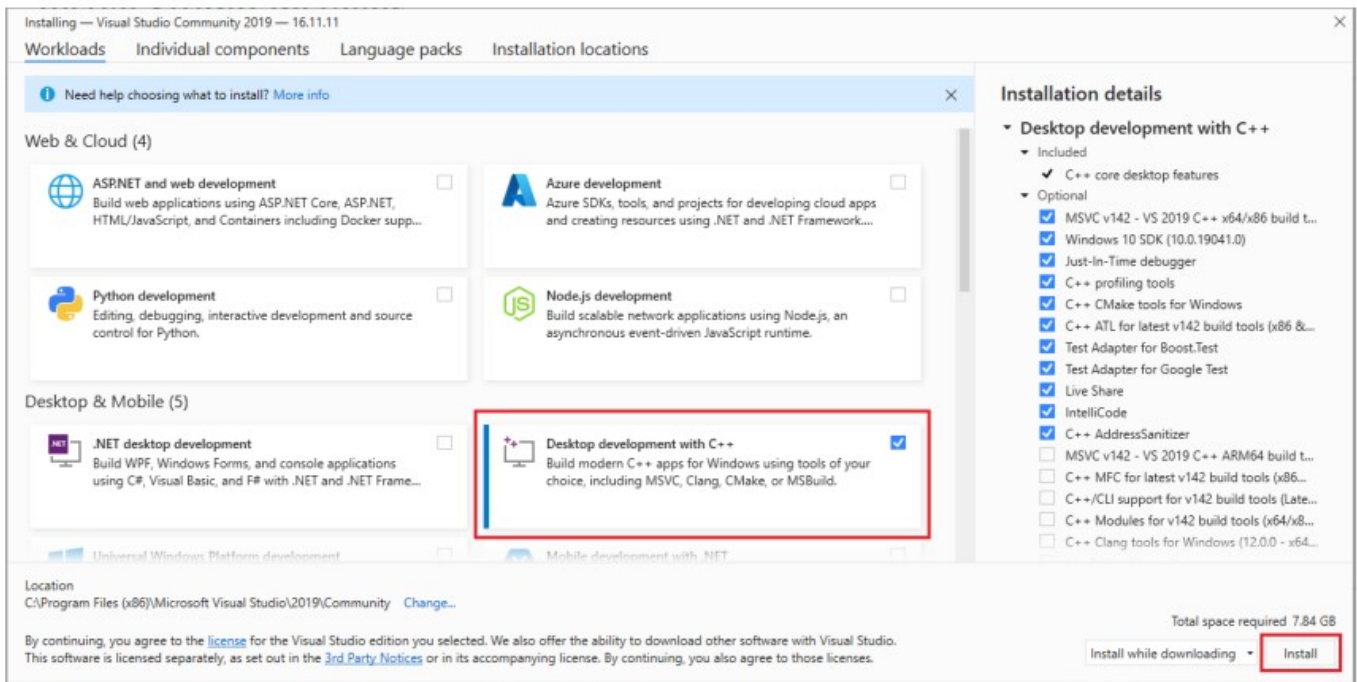 Installing — Visual Studio Community 2019 — 16.11.11
Workloads Individual components Language packs Installation locations
Need help choosing what to install? More info
Web & Cloud (4)
ASP.NET and web development
Build web applications using ASP.NET Core, ASP.NET,
HTML/JavaScript, and Containers including Docker supp...
Azure development
Azure SDKs, tools, and projects for developing cloud apps
and creating resources using .NET and .NET Framework....
Python development
Editing, debugging, interactive development and source
control for Python.
JS
Node.js development
Build scalable network applications using Node.js, an
asynchronous event-driven JavaScript runtime.
Desktop & Mobile (5)
.NET
.NET desktop development
Build WPF, Windows Forms, and console applications
using C#, Visual Basic, and F# with .NET and .NET Frame...
Desktop development with C++
Build modern C++ apps for Windows using tools of your
choice, including MSVC, Clang, CMake, or MSBuild.
Universal Windows Platform development
Mobile development with .NET
Installation details
Desktop development with C++
Included
C++ core desktop features
Optional
MSVC v142 - VS 2019 C++ x64/x86 build t...
Windows 10 SDK (10.0.19041.0)
Just-In-Time debugger
C++ profiling tools
C++ CMake tools for Windows
C++ ATL for latest v142 build tools (x86 &...
Test Adapter for Boost.Test
Test Adapter for Google Test
Live Share
IntelliCode
C++ AddressSanitizer
MSVC v142 - VS 2019 C++ ARM64 build t...
C++ MFC for latest v142 build tools (x86...
C++/CLI support for v142 build tools (Late...
C++ Modules for v142 build tools (x64/x8...
C++ Clang tools for Windows (12.0.0 - x64...
Location
C:\Program Files (x86)\Microsoft Visual Studio\2019\Community Change...
By continuing, you agree to the license for the Visual Studio edition you selected. We also offer the ability to download other software with Visual Studio.
This software is licensed separately, as set out in the 3rd Party Notices or in its accompanying license. By continuing, you also agree to those licenses.
Total space required 7.84 GB
Install while downloading
Install